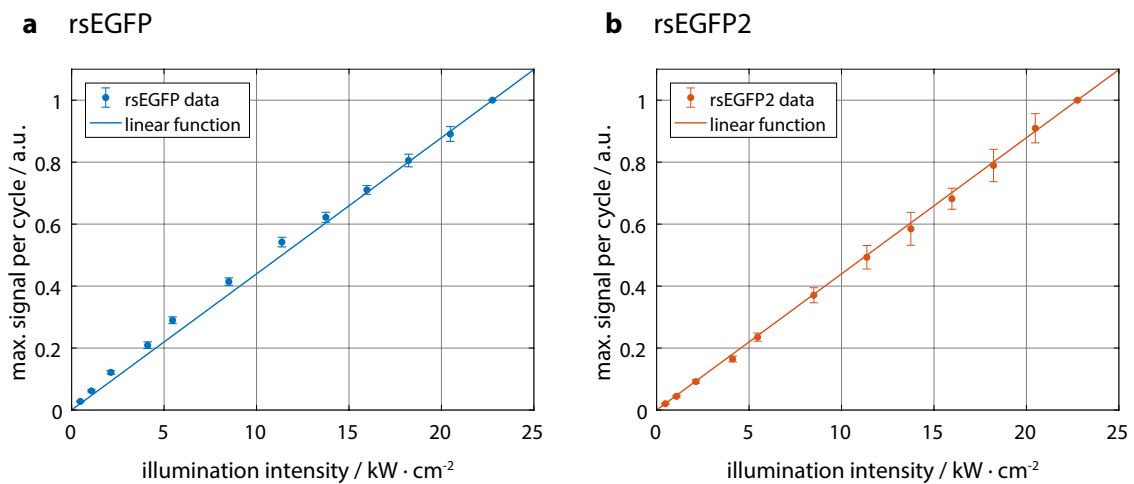 a rsEGFP
max. signal per cycle / a.u.
1
0.8
0.6
0.4
0.2
0
rsEGFP data
linear function
0 5 10 15 20 25
illumination intensity / kW · cm⁻²
b rsEGFP2
max. signal per cycle / a.u.
1
0.8
0.6
0.4
0.2
0
rsEGFP2 data
linear function
0 5 10 15 20 25
illumination intensity / kW · cm⁻²